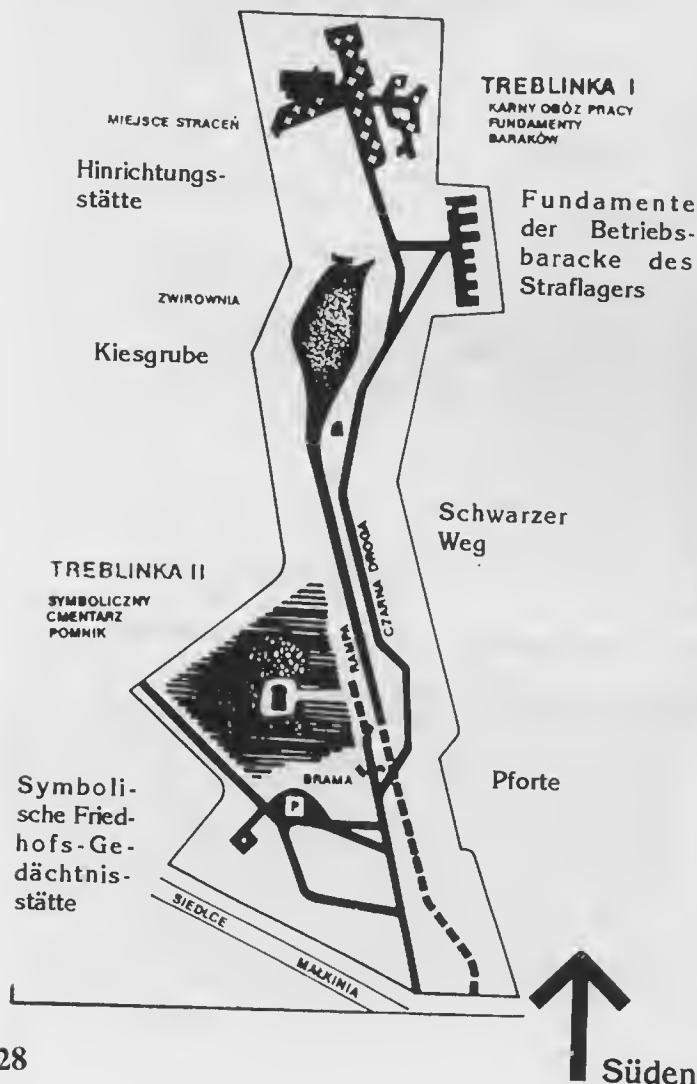 TREBLINKA I
KARNY OBÓZ PRACY
FUNDAMENTY
BARAKÓW
MIEJSCE STRACEŃ
Hinrichtungs-
stätte
Fundamente
der Betriebs-
baracke des
Straflagers
ZWIROWNIA
Kiesgrube
Schwarzer
Weg
CZARNA DROGA
TREBLINKA II
SYMBOLICZNY
CMENTARZ
POMNIK
RAMPA
BRAMA
Pforte
P
Symboli-
sche Fried-
hofs-Ge-
dächtnis-
stätte
SIEDLCE
MAŁKINIA
28
Süden